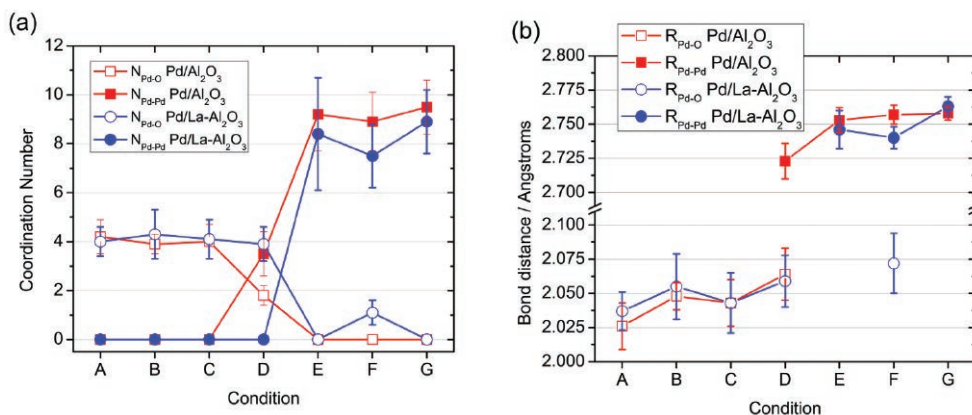 (a)
12
10
8
6
4
2
0
Coordination Number
N_Pd-O Pd/Al₂O₃
N_Pd-Pd Pd/Al₂O₃
N_Pd-O Pd/La-Al₂O₃
N_Pd-Pd Pd/La-Al₂O₃
A B C D E F G
Condition
(b)
2.800
2.775
2.750
2.725
2.700
2.100
2.075
2.050
2.025
2.000
Bond distance / Angstroms
R_Pd-O Pd/Al₂O₃
R_Pd-Pd Pd/Al₂O₃
R_Pd-O Pd/La-Al₂O₃
R_Pd-Pd Pd/La-Al₂O₃
A B C D E F G
Condition